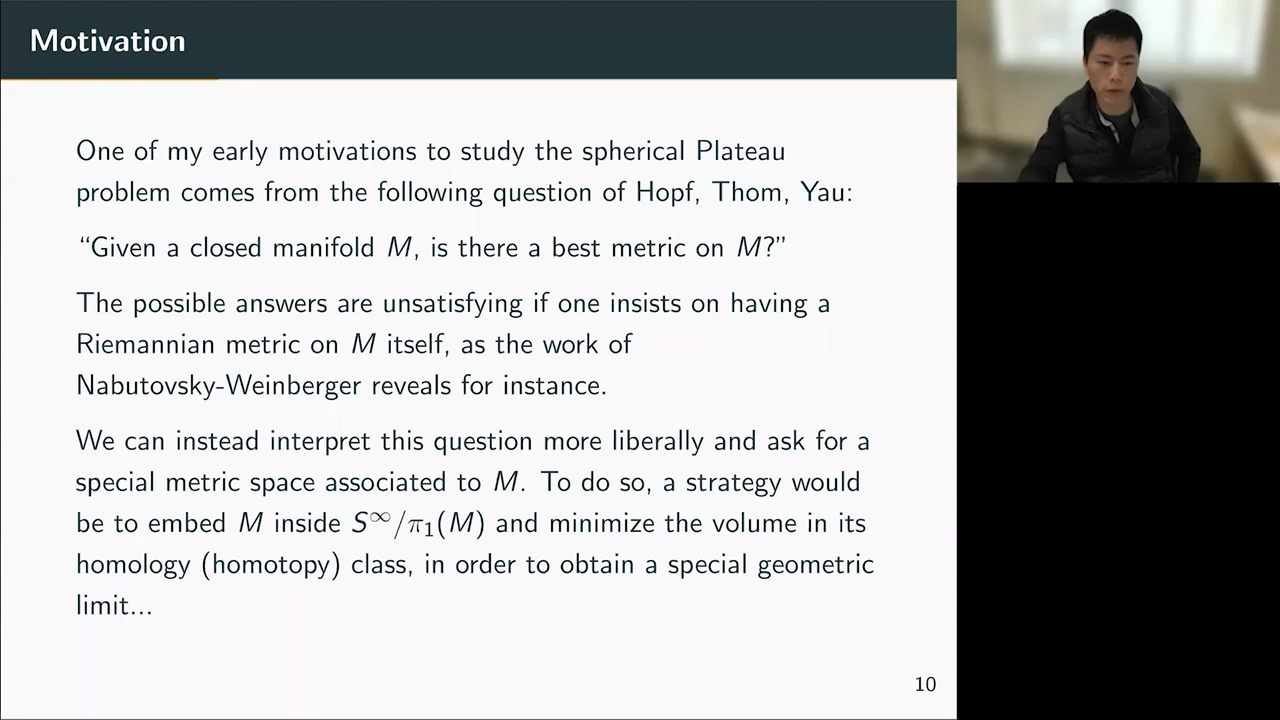 Motivation
One of my early motivations to study the spherical Plateau
problem comes from the following question of Hopf, Thom, Yau:
“Given a closed manifold M, is there a best metric on M?”
The possible answers are unsatisfying if one insists on having a
Riemannian metric on M itself, as the work of
Nabutovsky-Weinberger reveals for instance.
We can instead interpret this question more liberally and ask for a
special metric space associated to M. To do so, a strategy would
be to embed M inside S^∞/π₁(M) and minimize the volume in its
homology (homotopy) class, in order to obtain a special geometric
limit...
10